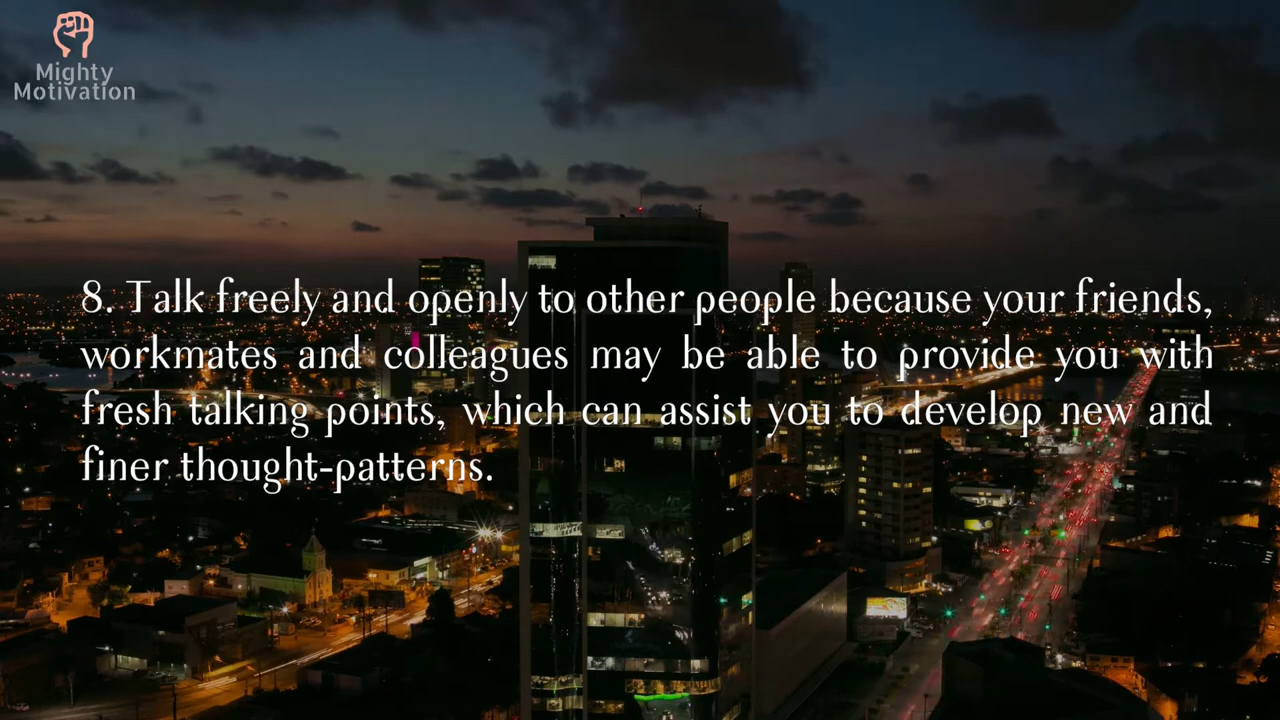 Mighty
Motivation
8. Talk freely and openly to other people because your friends,
workmates and colleagues may be able to provide you with
fresh talking points, which can assist you to develop new and
finer thought-patterns.